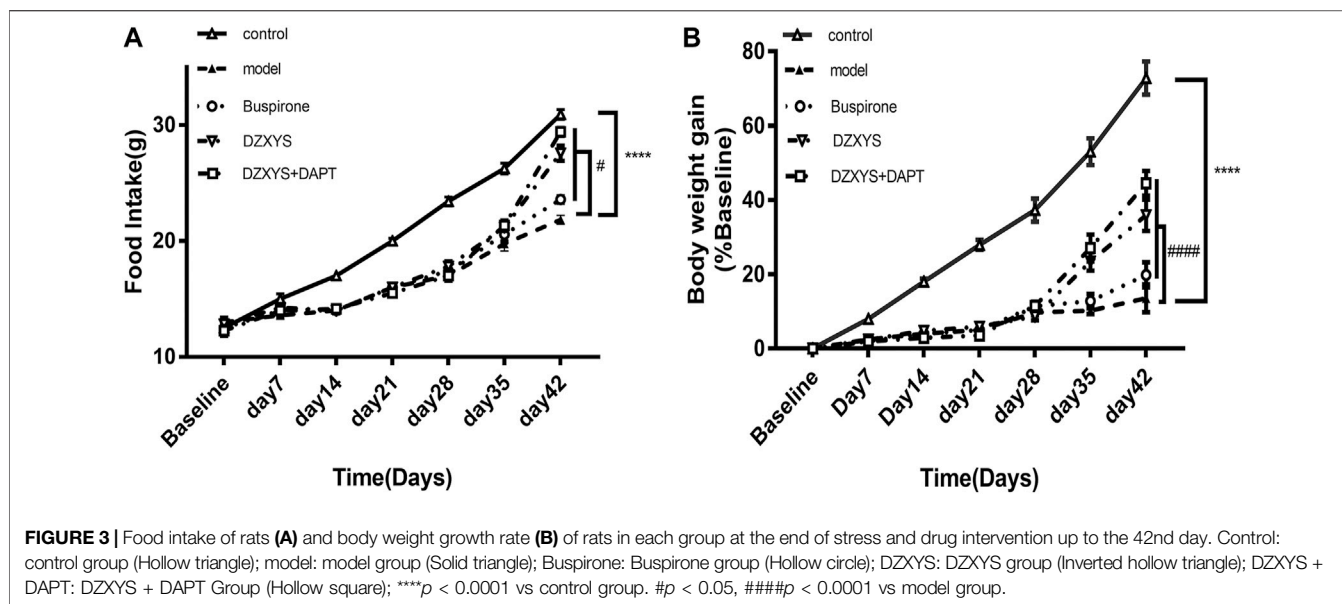 A
control
model
Buspirone
DZXYS
DZXYS+DAPT
Food Intake(g)
30
20
10
#
****
Baseline
day7
day14
day21
day28
day35
day42
Time(Days)
B
control
model
Buspirone
DZXYS
DZXYS+DAPT
Body weight gain
(%Baseline)
80
60
40
20
0
####
****
Baseline
Day7
Day14
day21
day28
day35
day42
Time(Days)
FIGURE 3 | Food intake of rats (A) and body weight growth rate (B) of rats in each group at the end of stress and drug intervention up to the 42nd day. Control:
control group (Hollow triangle); model: model group (Solid triangle); Buspirone: Buspirone group (Hollow circle); DZXYS: DZXYS group (Inverted hollow triangle); DZXYS +
DAPT: DZXYS + DAPT Group (Hollow square); ****p < 0.0001 vs control group. #p < 0.05, ####p < 0.0001 vs model group.